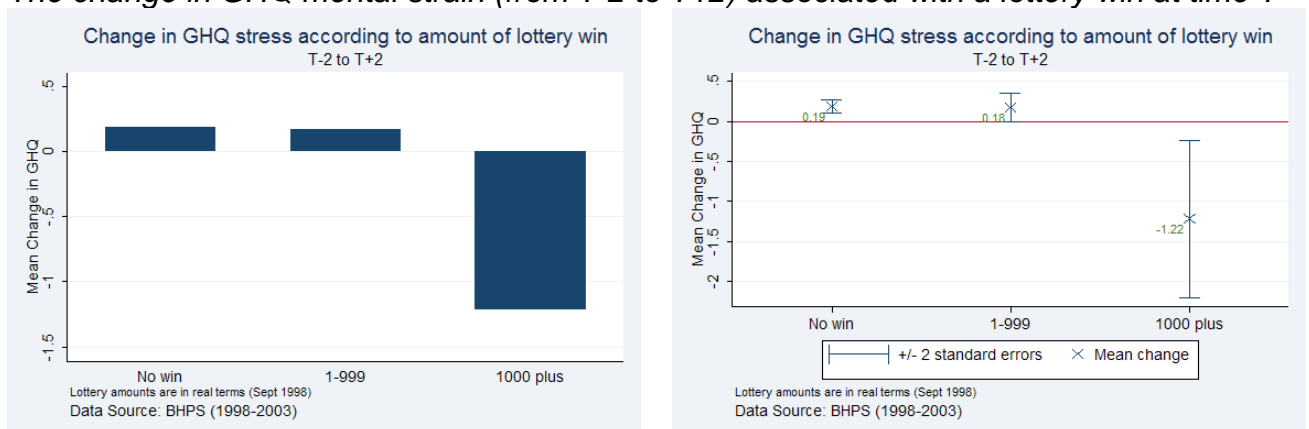 The change in GHQ mental strain (from T-2 to T+2) associated with a lottery win at time T
Change in GHQ stress according to amount of lottery win
T-2 to T+2
Mean Change in GHQ
.5
0
-.5
-1
-1.5
No win 1-999 1000 plus
Lottery amounts are in real terms (Sept 1998)
Data Source: BHPS (1998-2003)
Change in GHQ stress according to amount of lottery win
T-2 to T+2
Mean Change in GHQ
.5
0
-.5
-1
-1.5
-2
0.19
0.18
-1.22
No win 1-999 1000 plus
+/- 2 standard errors Mean change
Lottery amounts are in real terms (Sept 1998)
Data Source: BHPS (1998-2003)